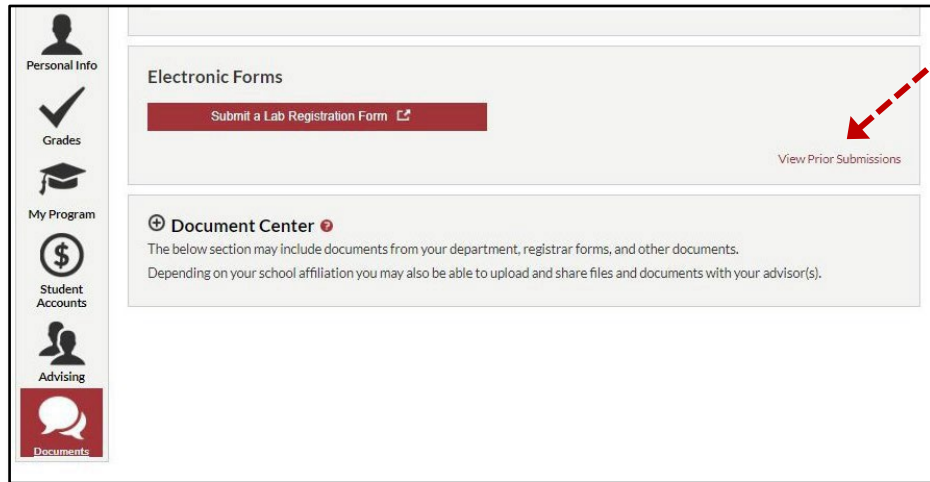 Personal Info
Grades
My Program
Student
Accounts
Advising
Documents
Electronic Forms
Submit a Lab Registration Form
View Prior Submissions
Document Center
The below section may include documents from your department, registrar forms, and other documents.
Depending on your school affiliation you may also be able to upload and share files and documents with your advisor(s).